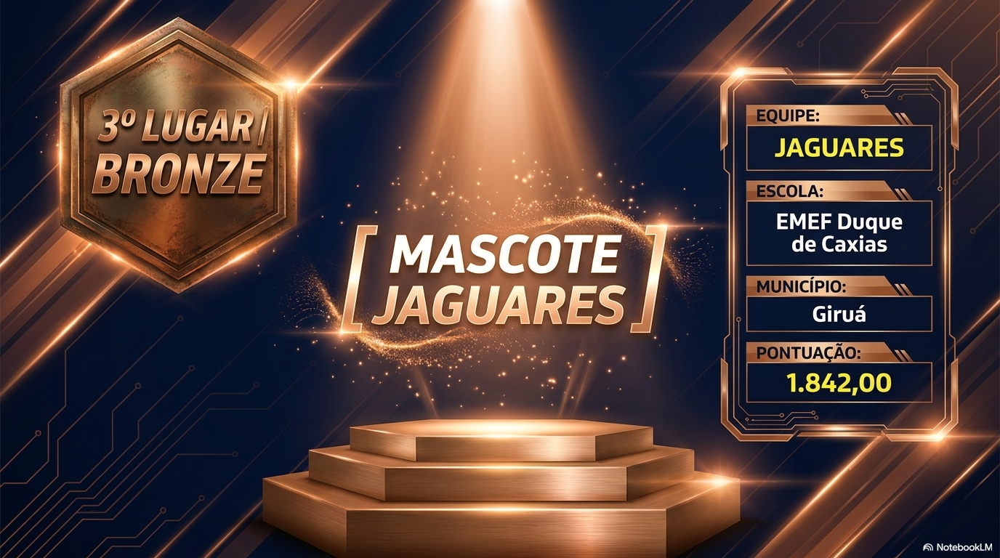 3º LUGAR |
BRONZE
[MASCOTE
JAGUARES]
EQUIPE:
JAGUARES
ESCOLA:
EMEF Duque
de Caxias
MUNICÍPIO:
Giruá
PONTUAÇÃO:
1.842,00
NotebookLM